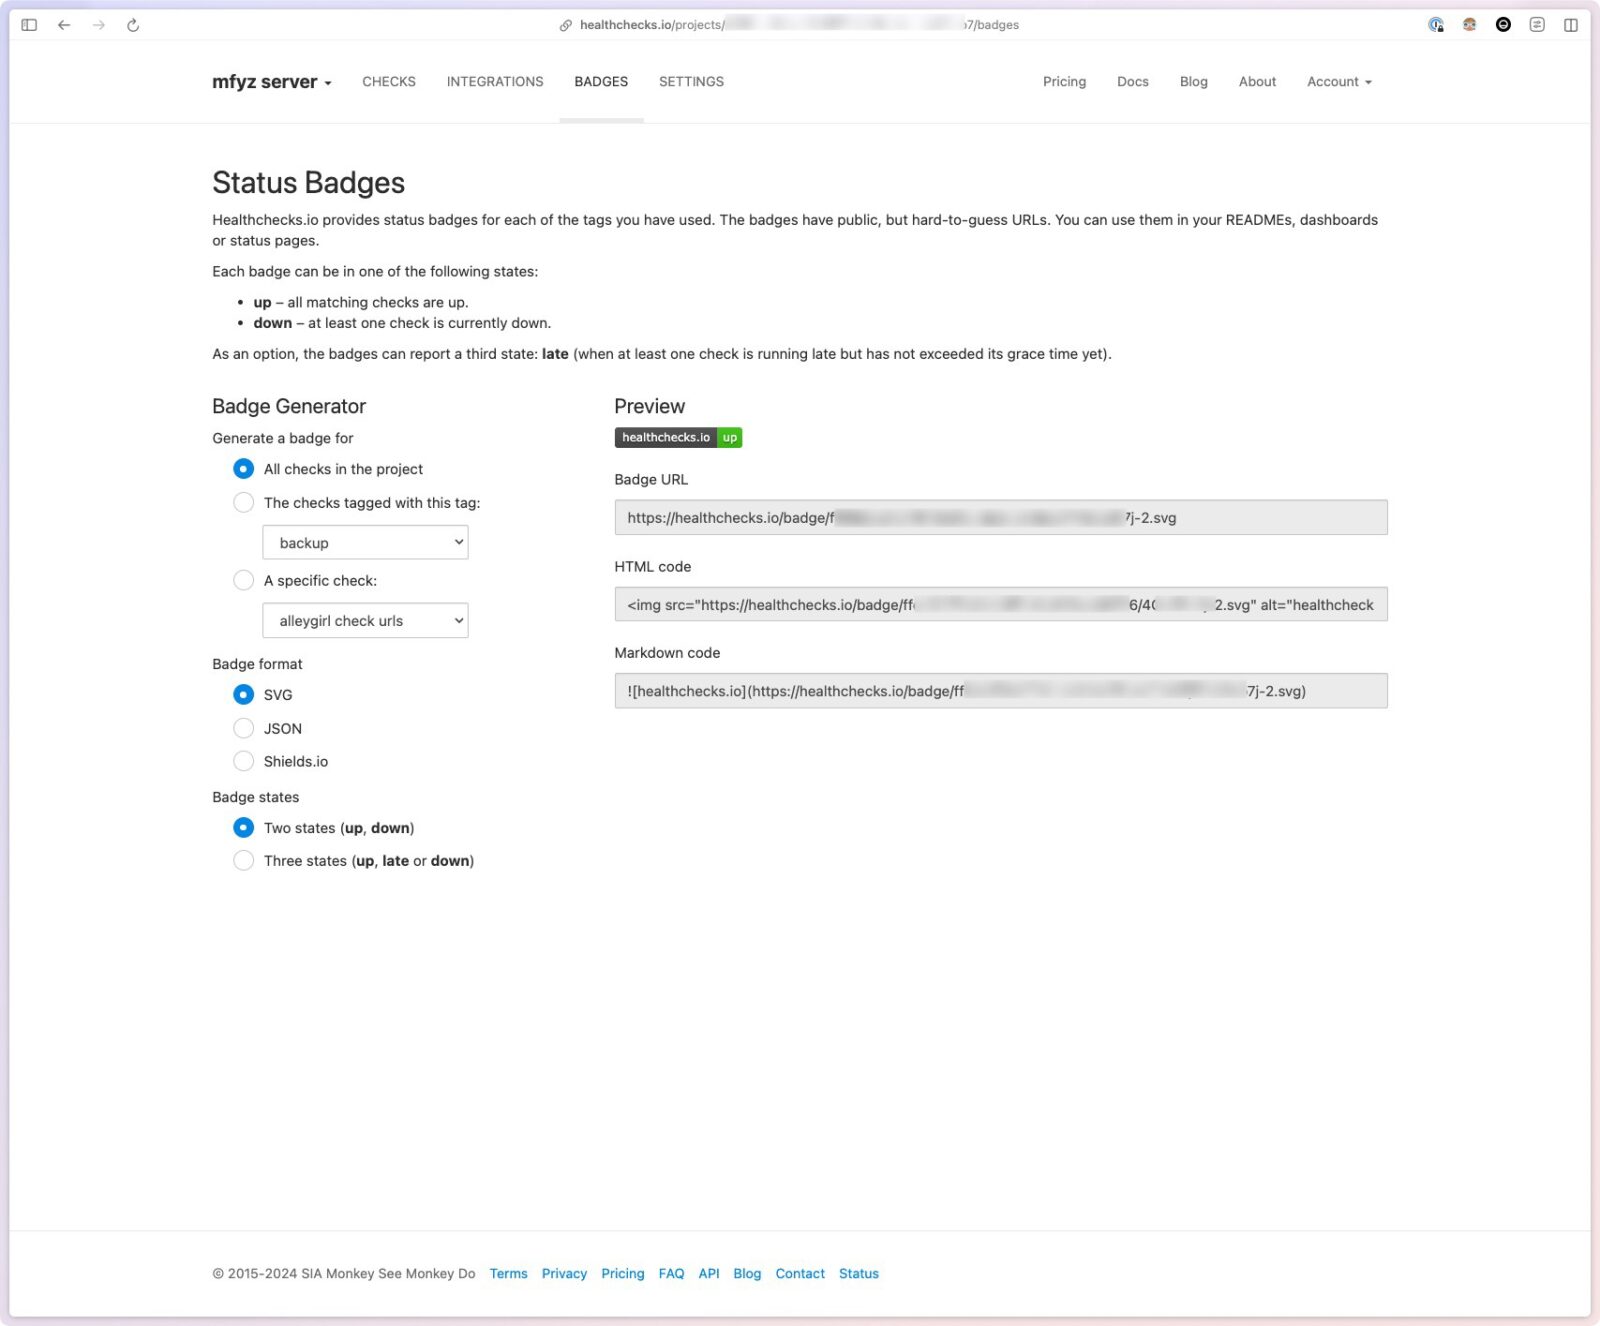 healthchecks.io/projects/ 7/badges
mfyz server CHECKS INTEGRATIONS BADGES SETTINGS Pricing Docs Blog About Account
Status Badges
Healthchecks.io provides status badges for each of the tags you have used. The badges have public, but hard-to-guess URLs. You can use them in your READMEs, dashboards
or status pages.
Each badge can be in one of the following states:
• up – all matching checks are up.
• down – at least one check is currently down.
As an option, the badges can report a third state: late (when at least one check is running late but has not exceeded its grace time yet).
Badge Generator
Generate a badge for
All checks in the project
The checks tagged with this tag:
backup
A specific check:
alleygirl check urls
Badge format
SVG
JSON
Shields.io
Badge states
Two states (up, down)
Three states (up, late or down)
Preview
healthchecks.io up
Badge URL
https://healthchecks.io/badge/f 7j-2.svg
HTML code
<img src="https://healthchecks.io/badge/ff 6/4 2.svg" alt="healthcheck
Markdown code
![healthchecks.io](https://healthchecks.io/badge/ff 7j-2.svg)
© 2015-2024 SIA Monkey See Monkey Do Terms Privacy Pricing FAQ API Blog Contact Status